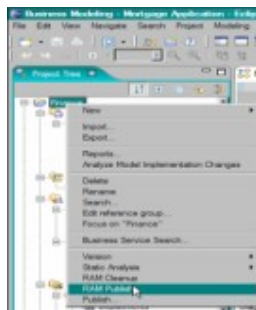 Business Modeling - Mortgage Application - Eclip
File Edit View Navigate Search Project Modeling
Project Tree
Finance
New
Import...
Export...
Reports...
Analyze Model Implementation Changes
Delete
Rename
Search...
Edit reference group...
Focus on "Finance"
Business Service Search...
Version
Static Analysis
RAM Cleanup
RAM Publish
Publish...